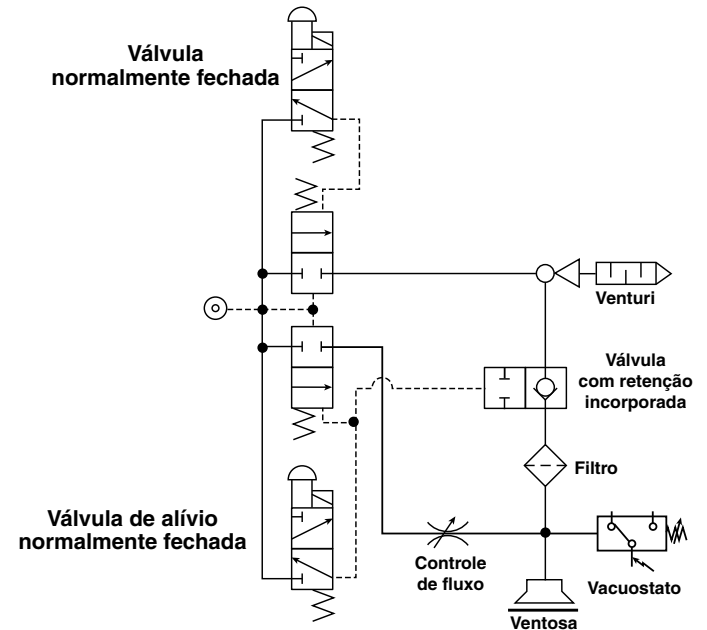 Válvula
normalmente fechada
Venturi
Válvula
com retenção
incorporada
Filtro
Válvula de alívio
normalmente fechada
Controle
de fluxo
Vacuostato
Ventosa